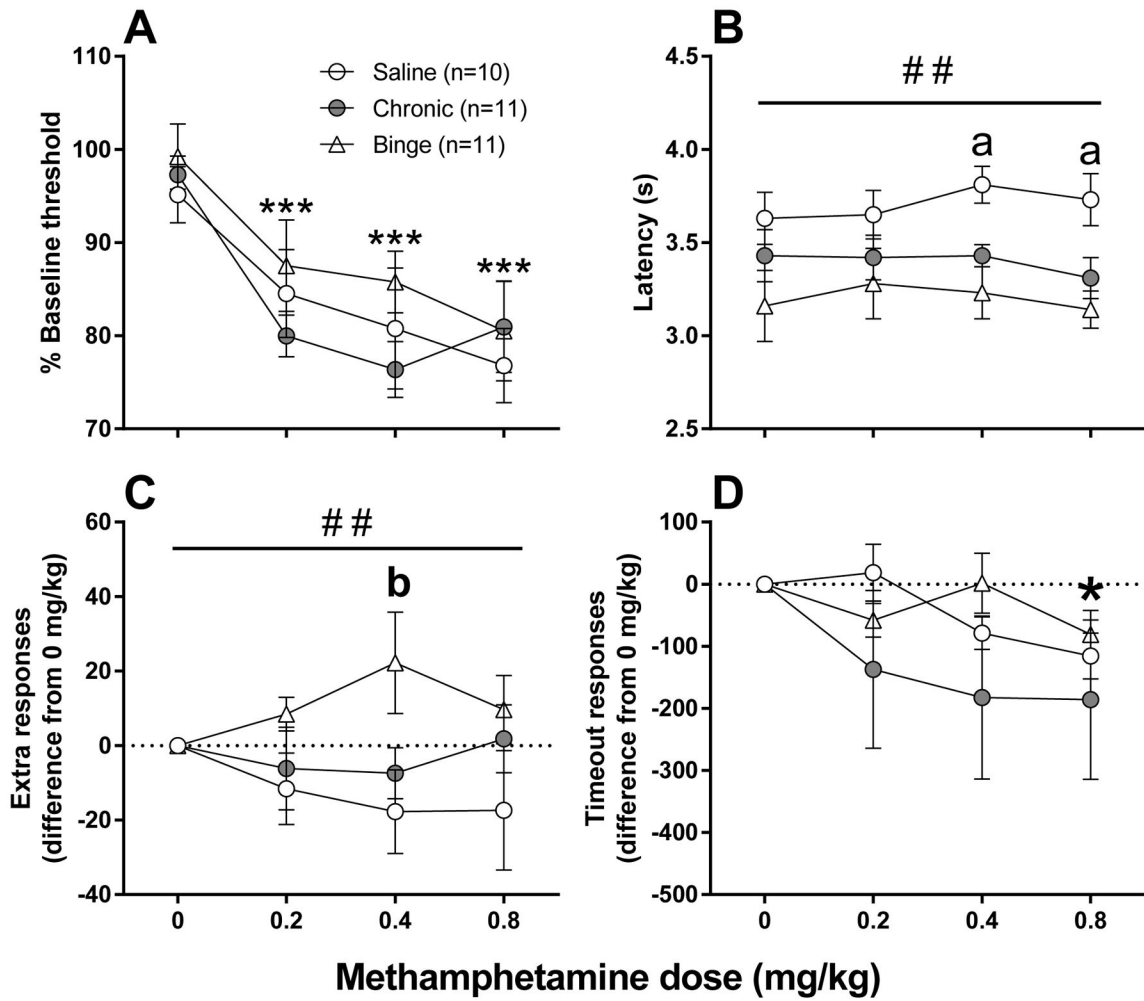 A
B
110
100
90
80
70
% Baseline threshold
Saline (n=10)
Chronic (n=11)
Binge (n=11)
***
***
***
4.5
4.0
3.5
3.0
2.5
Latency (s)
##
a
a
C
D
60
40
20
0
-20
-40
Extra responses
(difference from 0 mg/kg)
##
b
0
0.2
0.4
0.8
100
0
-100
-200
-300
-400
-500
Timeout responses
(difference from 0 mg/kg)
*
0
0.2
0.4
0.8
Methamphetamine dose (mg/kg)